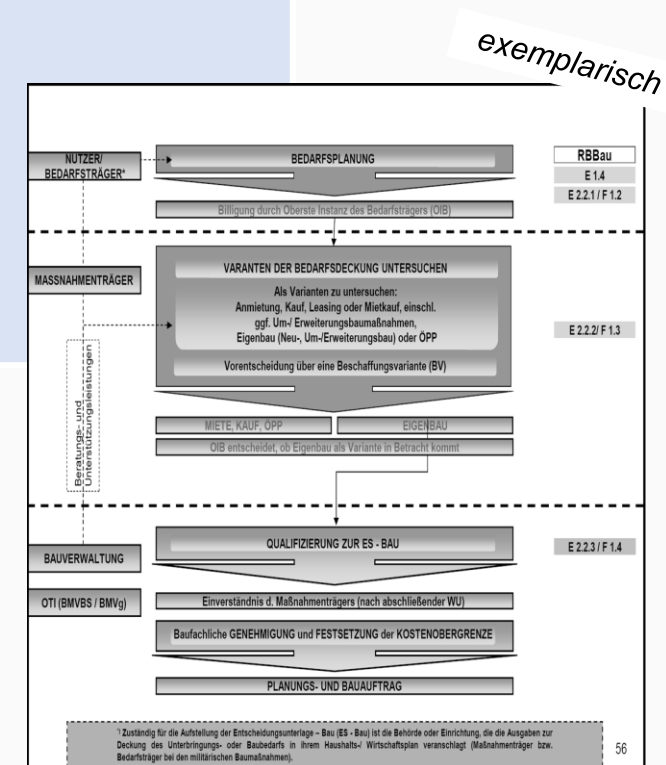 exemplarisch
NUTZER/
BEDARFSTRÄGER*
BEDARFSPLANUNG
RBBau
E 1.4
E 2.2.1 / F 1.2
Billigung durch Oberste Instanz des Bedarfsträgers (OIB)
MASSNAHMENTRÄGER
VARIANTEN DER BEDARFSDECKUNG UNTERSUCHEN
Als Varianten zu untersuchen:
Anmietung, Kauf, Leasing oder Mietkauf, einschl.
ggf. Um-/ Erweiterungsbaumaßnahmen,
Eigenbau (Neu-, Um-/Erweiterungsbau) oder ÖPP
E 2.2.2/ F 1.3
Vorentscheidung über eine Beschaffungsvariante (BV)
Beratungs- und
Unterstützungsleistungen
MIETE, KAUF, ÖPP
EIGENBAU
OIB entscheidet, ob Eigenbau als Variante in Betracht kommt
BAUVERWALTUNG
QUALIFIZIERUNG ZUR ES - BAU
E 2.2.3 / F 1.4
OTI (BMVBS / BMVg)
Einverständnis d. Maßnahmenträgers (nach abschließender WU)
Baufachliche GENEHMIGUNG und FESTSETZUNG der KOSTENOBERGRENZE
PLANUNGS- UND BAUAUFTRAG
*) Zuständig für die Aufstellung der Entscheidungsunterlage – Bau (ES - Bau) ist die Behörde oder Einrichtung, die die Ausgaben zur
Deckung des Unterbringungs- oder Baubedarfs in ihrem Haushalts-/ Wirtschaftsplan veranschlagt (Maßnahmenträger bzw.
Bedarfsträger bei den militärischen Baumaßnahmen).
56